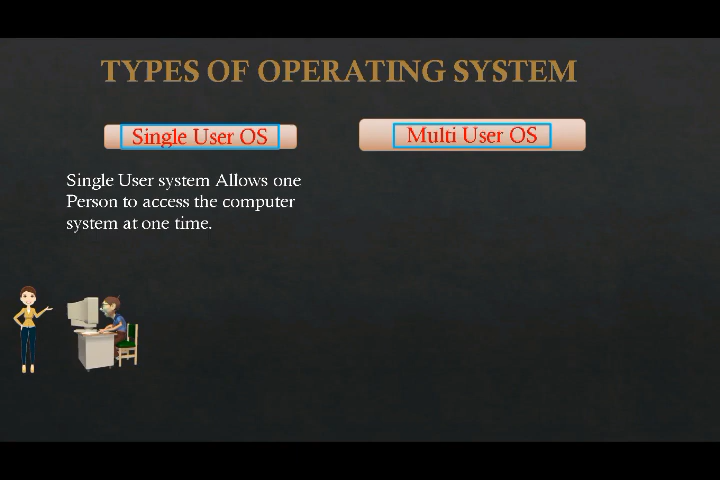 TYPES OF OPERATING SYSTEM
Single User OS
Multi User OS
Single User system Allows one
Person to access the computer
system at one time.